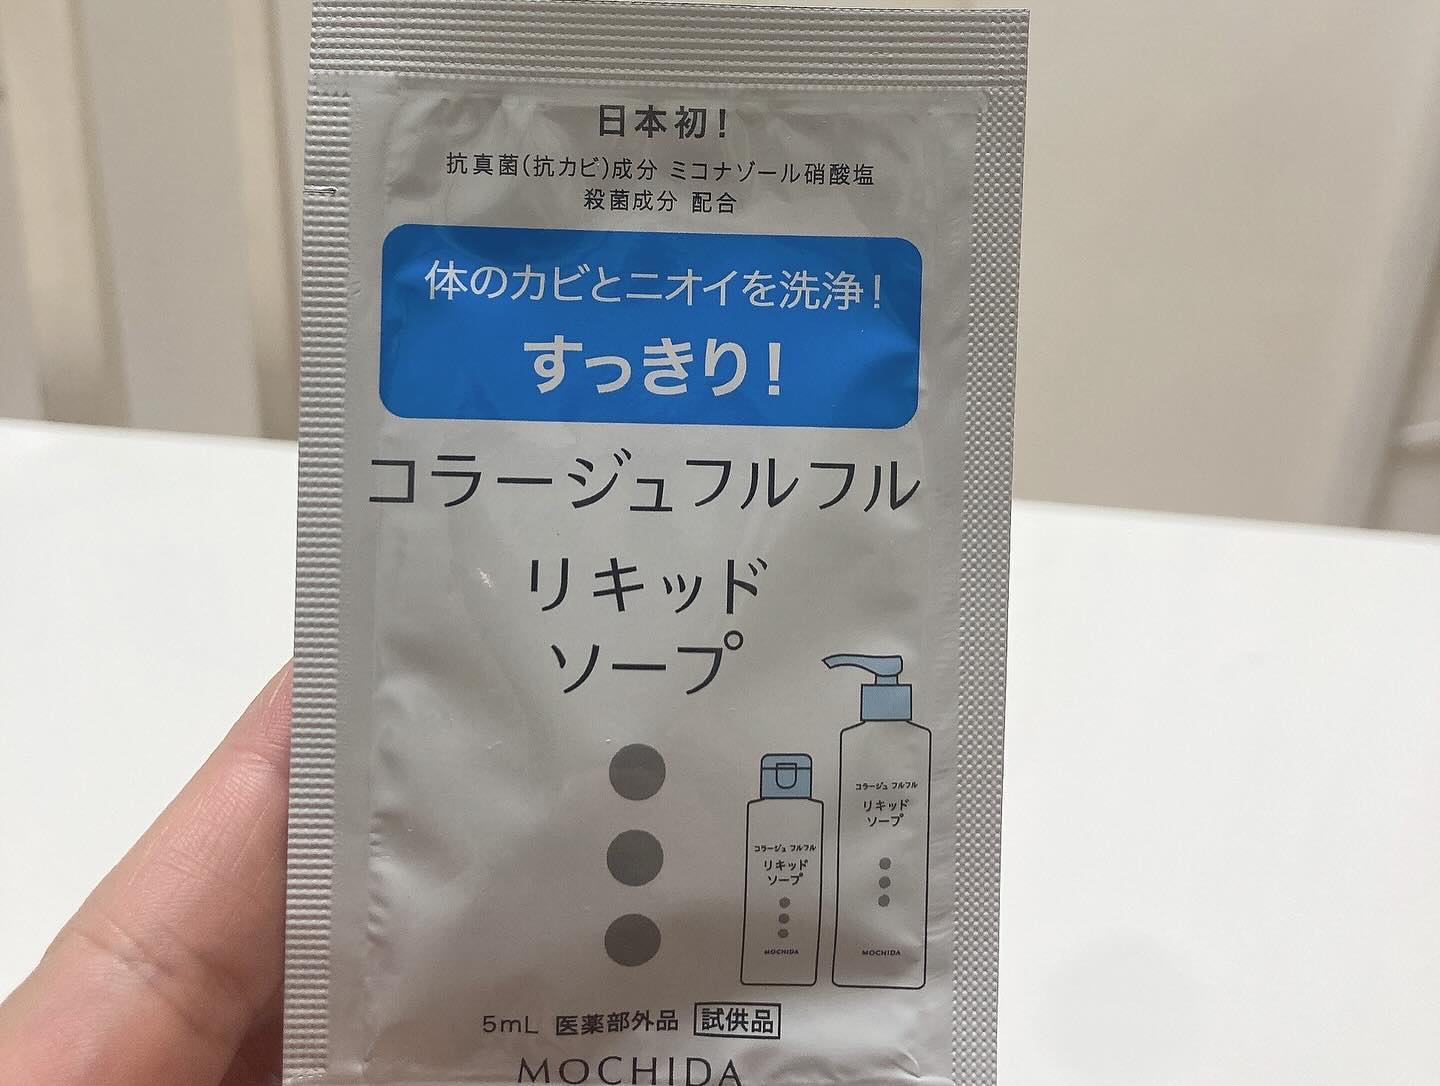 日本初!
抗真菌(抗カビ)成分 ミコナゾール硝酸塩
殺菌成分 配合
体のカビとニオイを洗浄!
すっきり!
コラージュフルフル
リキッド
ソープ
コラージュ フルフル
リキッド
ソープ
MOCHIDA
コラージュ フルフル
リキッド
ソープ
MOCHIDA
5mL 医薬部外品 試供品
MOCHIDA